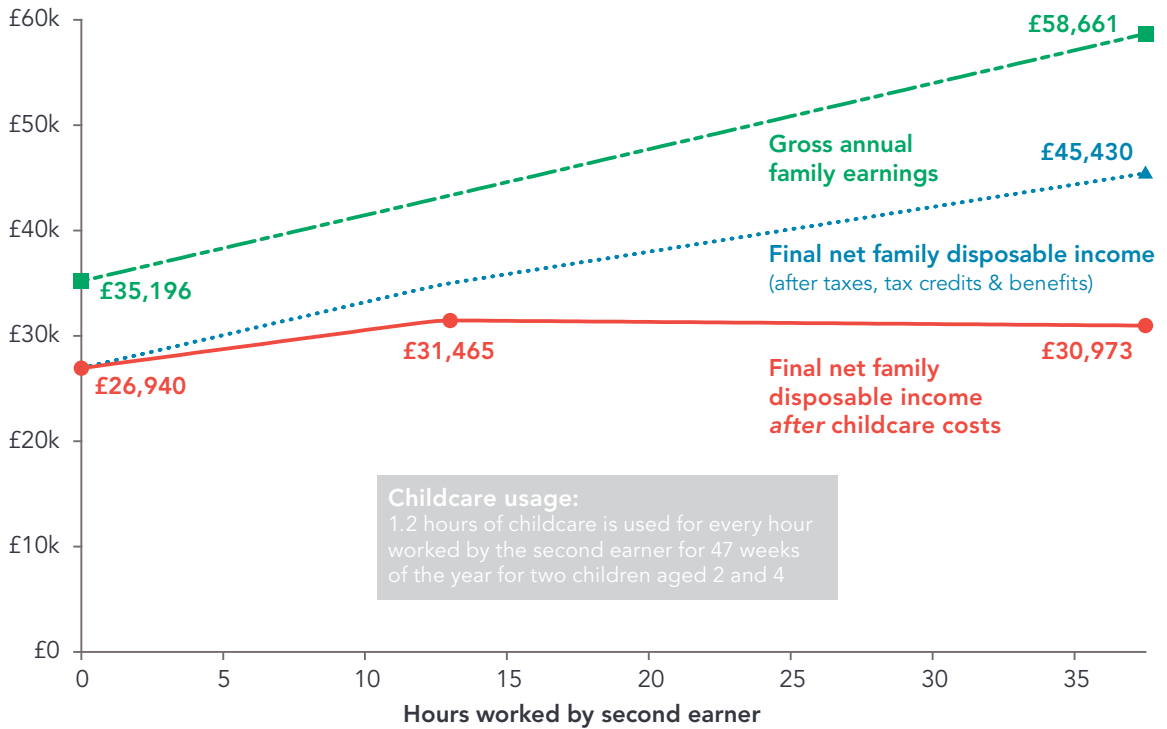 £60k
£50k
£40k
£30k
£20k
£10k
£0
£58,661
Gross annual
family earnings
£45,430
£35,196
Final net family disposable income
(after taxes, tax credits & benefits)
£31,465
£30,973
£26,940
Final net family
disposable income
after childcare costs
Childcare usage:
1.2 hours of childcare is used for every hour
worked by the second earner for 47 weeks
of the year for two children aged 2 and 4
0 5 10 15 20 25 30 35
Hours worked by second earner